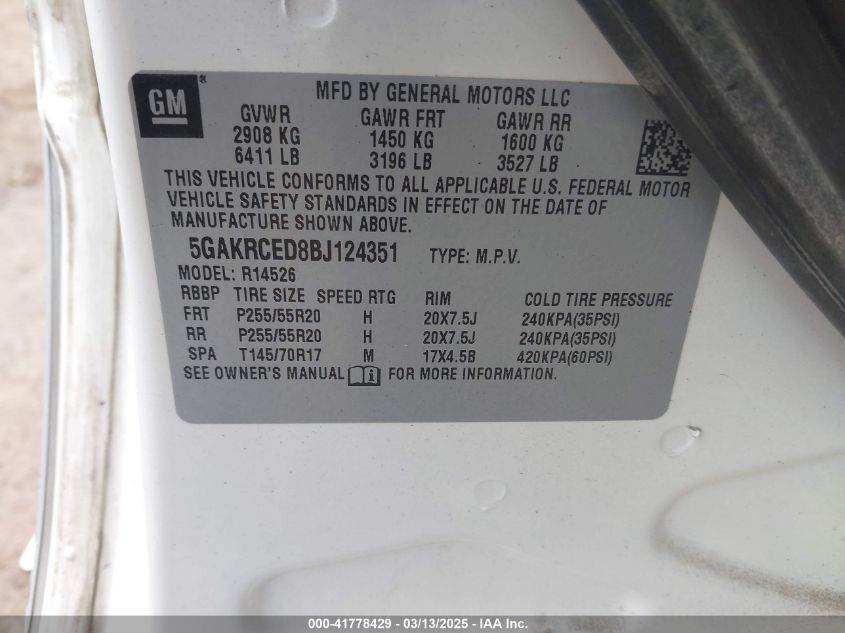 GM ®
MFD BY GENERAL MOTORS LLC
GVWR GAWR FRT GAWR RR
2908 KG 1450 KG 1600 KG
6411 LB 3196 LB 3527 LB
THIS VEHICLE CONFORMS TO ALL APPLICABLE U.S. FEDERAL MOTOR
VEHICLE SAFETY STANDARDS IN EFFECT ON THE DATE OF
MANUFACTURE SHOWN ABOVE.
5GAKRCED8BJ124351 TYPE: M.P.V.
MODEL: R14526
RBBP TIRE SIZE SPEED RTG RIM COLD TIRE PRESSURE
FRT P255/55R20 H 20X7.5J 240KPA(35PSI)
RR P255/55R20 H 20X7.5J 240KPA(35PSI)
SPA T145/70R17 M 17X4.5B 420KPA(60PSI)
SEE OWNER'S MANUAL FOR MORE INFORMATION.
000-41778429 - 03/13/2025 - IAA Inc.